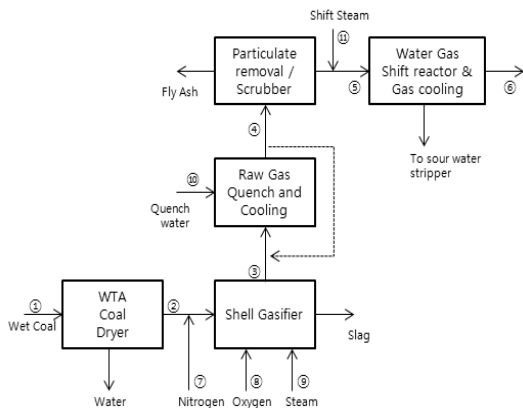 Shift Steam
⑪
Particulate
removal /
Scrubber
Water Gas
Shift reactor &
Gas cooling
Fly Ash
⑤
⑥
④
To sour water
stripper
⑩
Quench
water
Raw Gas
Quench and
Cooling
③
①
Wet Coal
WTA
Coal
Dryer
②
Shell Gasifier
Slag
Water
⑦
Nitrogen
⑧
Oxygen
⑨
Steam